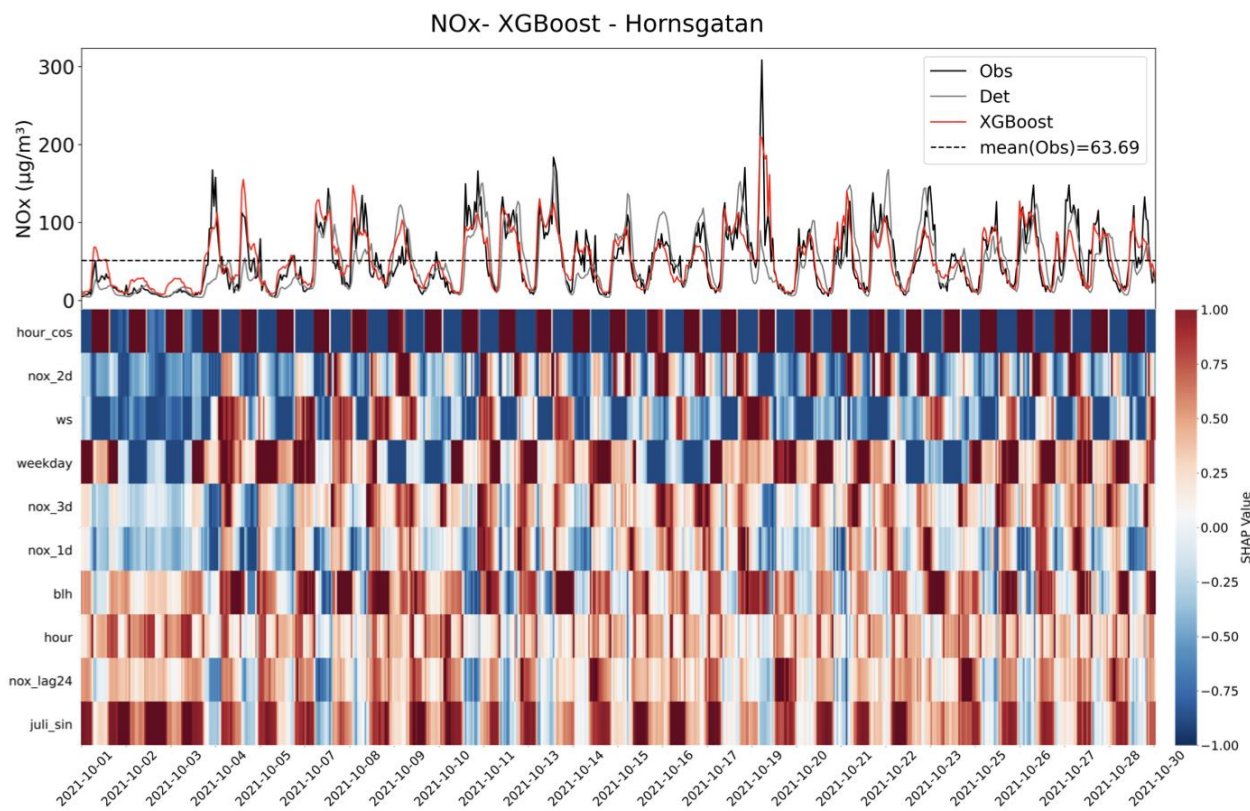 NOx- XGBoost - Hornsgatan
NOx (μg/m³)
300
200
100
0
Obs
Det
XGBoost
mean(Obs)=63.69
hour_cos
nox_2d
ws
weekday
nox_3d
nox_1d
blh
hour
nox_lag24
juli_sin
1.00
0.75
0.50
0.25
0.00
−0.25
−0.50
−0.75
−1.00
SHAP Value
2021-10-01
2021-10-02
2021-10-03
2021-10-04
2021-10-05
2021-10-07
2021-10-08
2021-10-09
2021-10-10
2021-10-11
2021-10-13
2021-10-14
2021-10-15
2021-10-16
2021-10-17
2021-10-19
2021-10-20
2021-10-21
2021-10-22
2021-10-23
2021-10-25
2021-10-26
2021-10-27
2021-10-28
2021-10-30